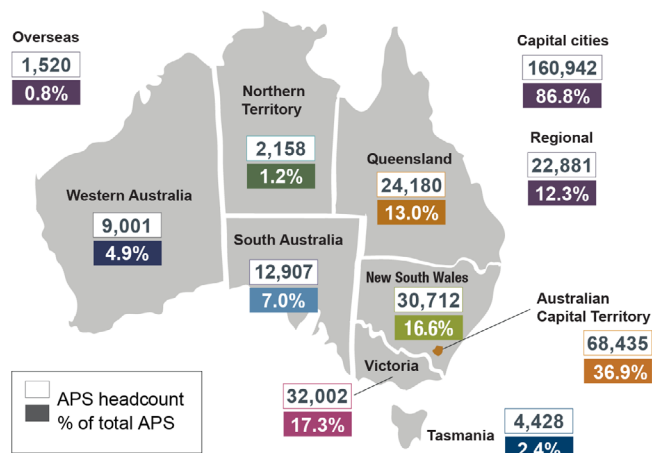 Overseas
1,520
0.8%
Capital cities
160,942
86.8%
Regional
22,881
12.3%
Northern
Territory
2,158
1.2%
Queensland
24,180
13.0%
Western Australia
9,001
4.9%
South Australia
12,907
7.0%
New South Wales
30,712
16.6%
Australian
Capital Territory
68,435
36.9%
Victoria
32,002
17.3%
Tasmania
4,428
2.4%
APS headcount
% of total APS